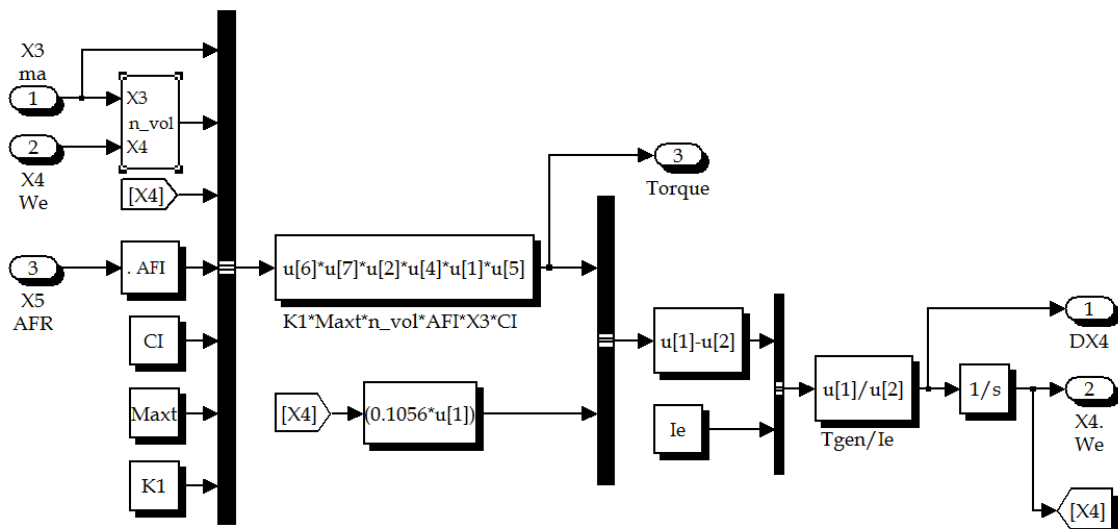 X3
ma
1
X3
n_vol
X4
2
X4
We
[X4]
3
X5
AFR
. AFI
CI
Maxt
K1
u[6]*u[7]*u[2]*u[4]*u[1]*u[5]
K1*Maxt*n_vol*AFI*X3*CI
[X4]
(0.1056*u[1])
3
Torque
u[1]-u[2]
Ie
u[1]/u[2]
Tgen/Ie
1/s
1
DX4
2
X4.
We
[X4]